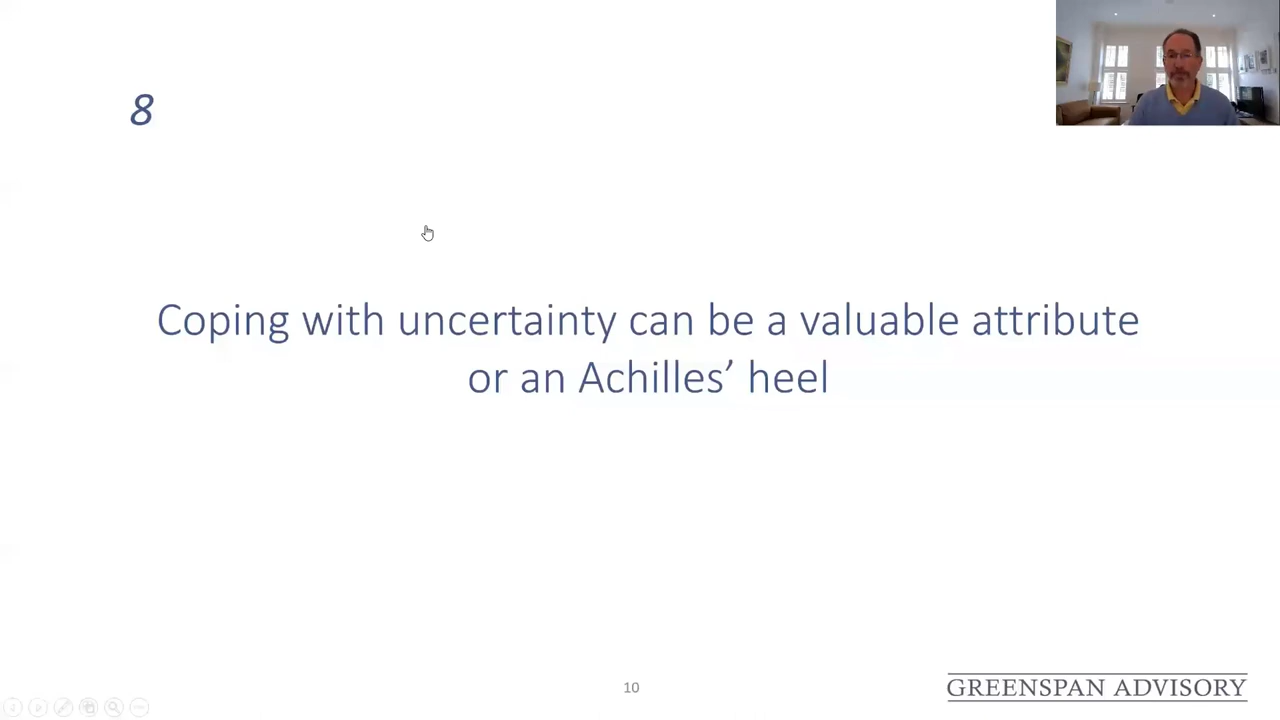 8
Coping with uncertainty can be a valuable attribute
or an Achilles’ heel
10
GREENSPAN ADVISORY